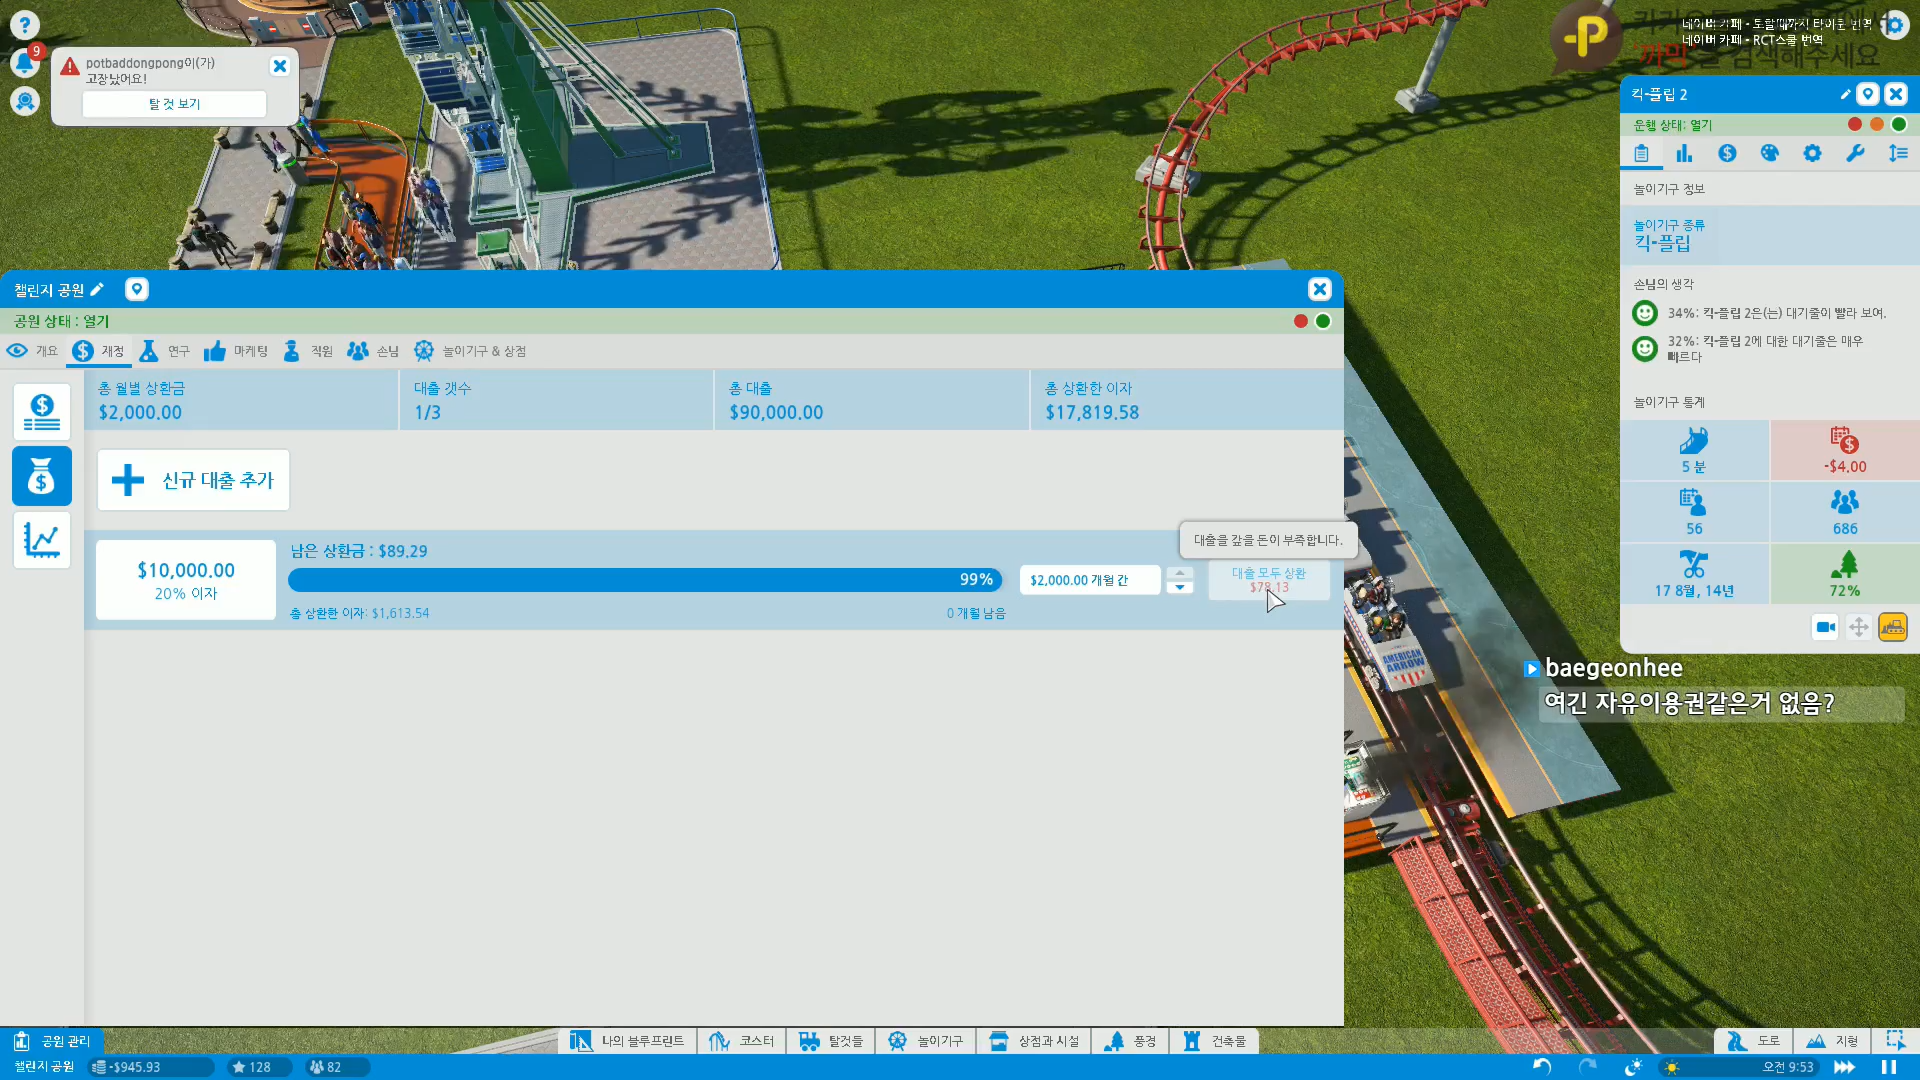 ?
9
potbaddongpong이(가)
고장났어요!
탈 것 보기
네이버 카페 - RCT스쿨 번역
챌린지 공원
공원 상태 : 열기
개요
재정
연구
마케팅
직원
손님
놀이기구 & 상점
총 월별 상환금
$2,000.00
대출 갯수
1/3
총 대출
$90,000.00
총 상환한 이자
$17,819.58
신규 대출 추가
$10,000.00
20% 이자
남은 상환금 : $89.29
99%
총 상환한 이자: $1,613.54
0 개월 남음
$2,000.00 개월 간
대출을 갚을 돈이 부족합니다.
대출 모두 상환
$78.13
킥-플립 2
운행 상태: 열기
놀이기구 정보
놀이기구 종류
킥-플립
손님의 생각
34%: 킥-플립 2은(는) 대기줄이 빨라 보여.
32%: 킥-플립 2에 대한 대기줄은 매우
빠르다
놀이기구 통계
5 분
-$4.00
56
686
17 8월, 14년
72%
AMERICAN
ARROW
baegeonhee
여긴 자유이용권같은거 없음?
공원 관리
나의 블루프린트
코스터
탈것들
놀이기구
상점과 시설
풍경
건축물
도로
지형
챌린지 공원
-$945.93
128
82
오전 9:53